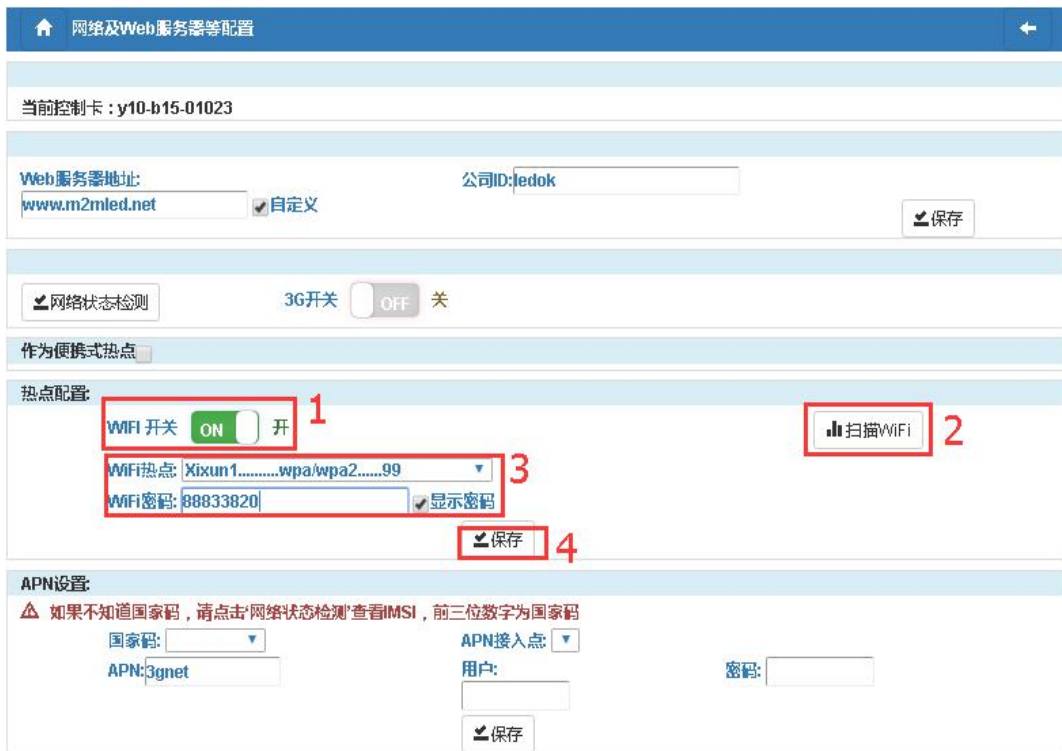 网络及Web服务器等配置
当前控制卡：y10-b15-01023
Web服务器地址:
公司ID:ledok
www.m2mled.net 自定义
保存
网络状态检测 3G开关 OFF 关
作为便携式热点
热点配置:
WIFI 开关 ON 开 1
扫描WiFi 2
WiFi热点: Xixun1..........wpa/wpa2......99 3
WiFi密码: 88833820 显示密码
保存 4
APN设置:
如果不知道国家码，请点击'网络状态检测'查看IMSI，前三位数字为国家码
国家码: APN接入点:
APN:3gnet 用户: 密码:
保存